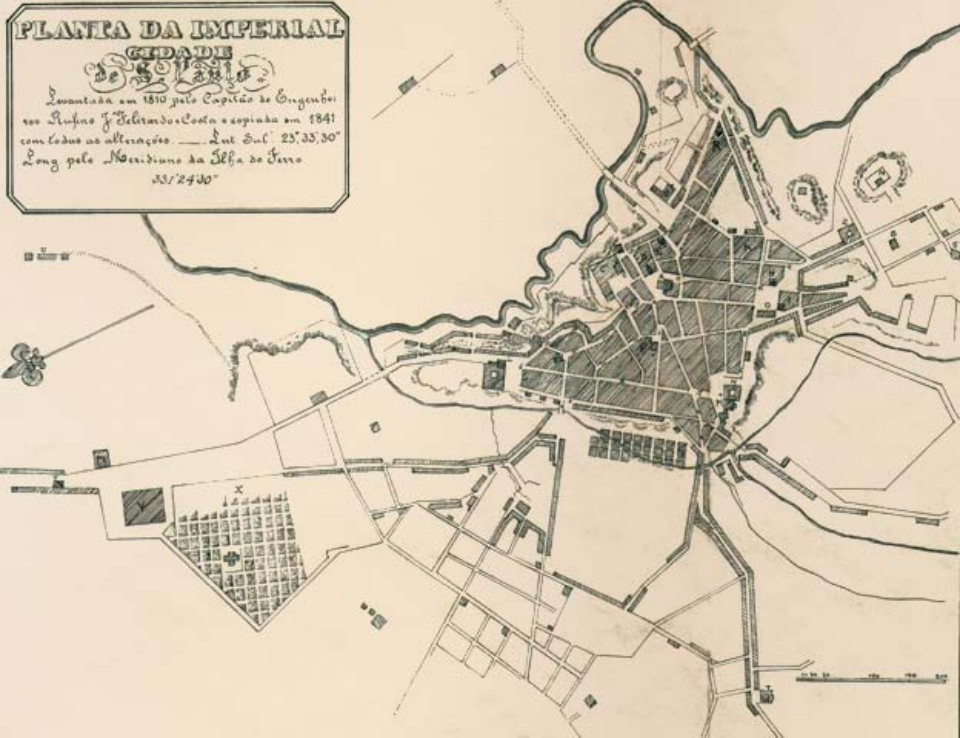 PLANTA DA IMPERIAL
CIDADE
de S. Paulo
Levantada em 1810 pelo Capitão de Engenhei
ros Rufino J. Felizardo e Costa e copiada em 1841
com todas as alterações. Lat Sul 23,33,30"
Long pelo Meridiano da Ilha do Ferro
331°24'30"
R
X